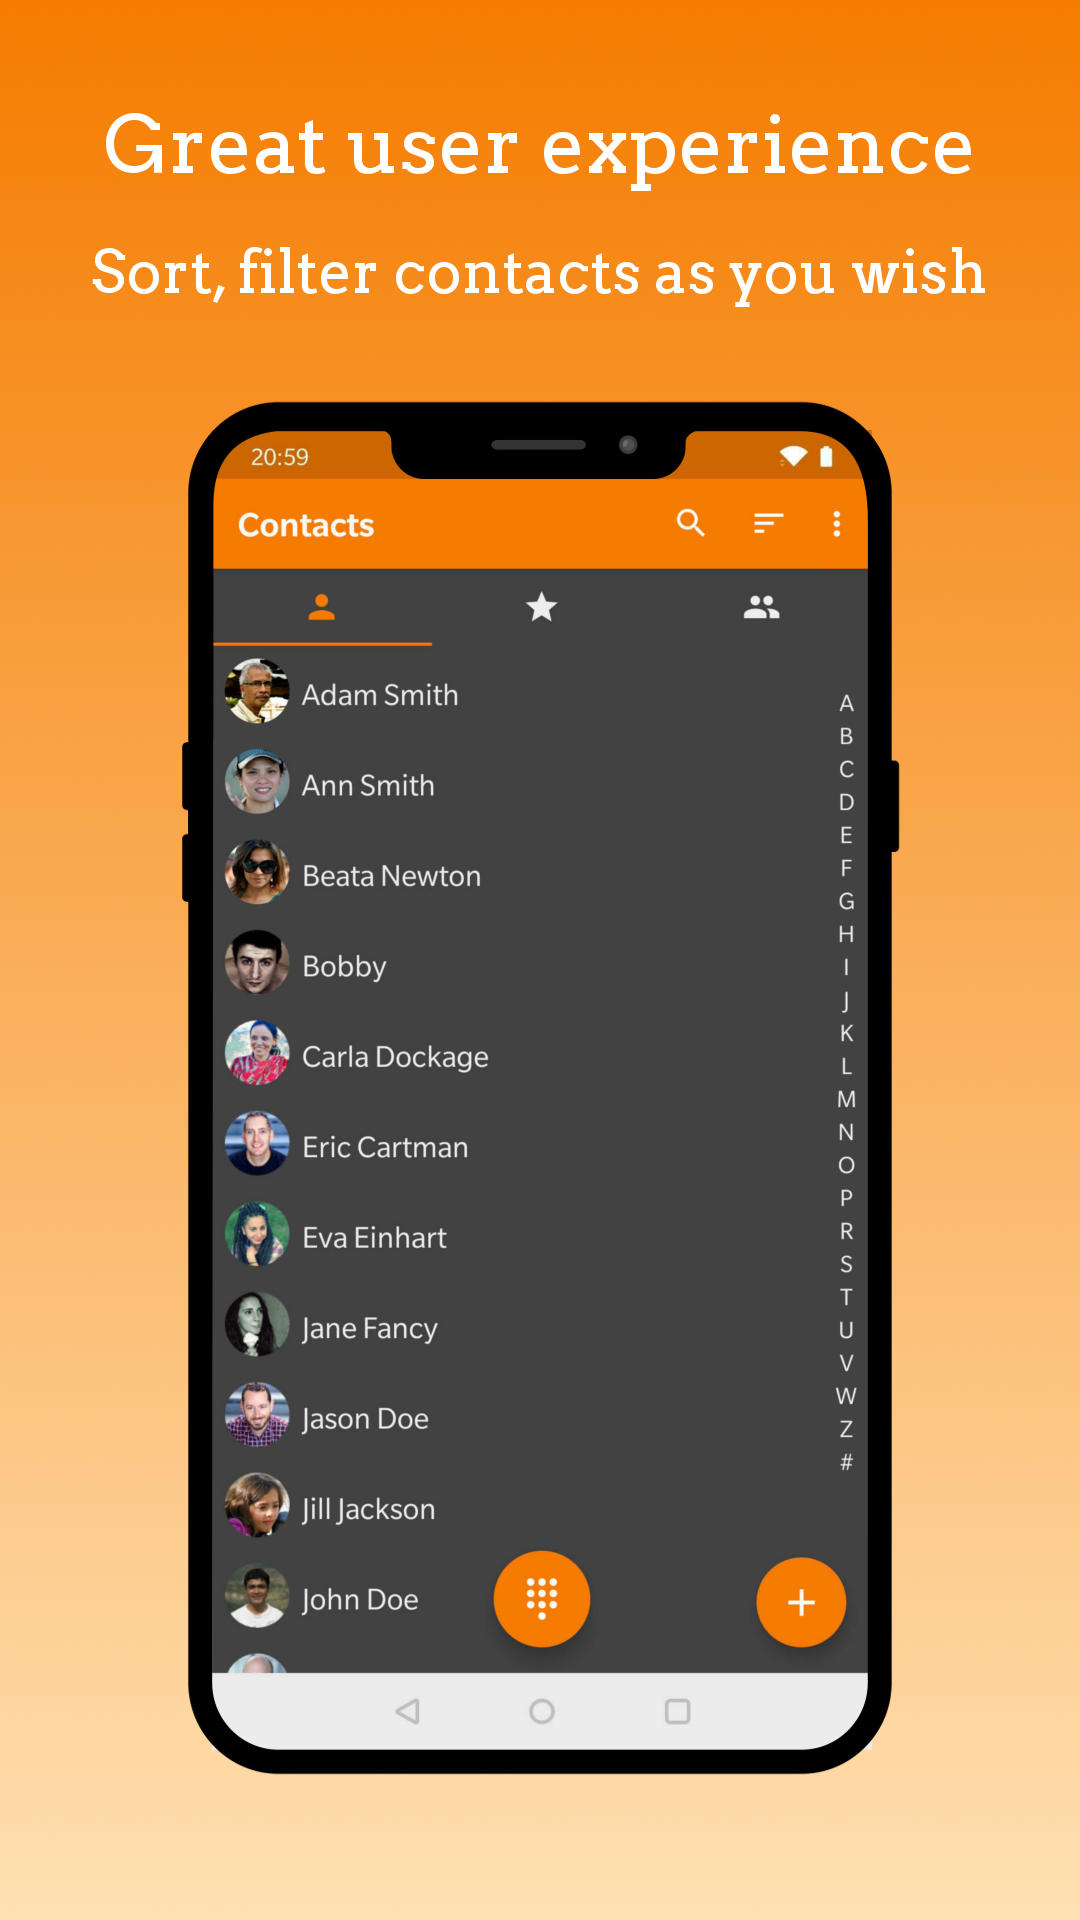 Great user experience
Sort, filter contacts as you wish
20:59
Contacts
Adam Smith
Ann Smith
Beata Newton
Bobby
Carla Dockage
Eric Cartman
Eva Einhart
Jane Fancy
Jason Doe
Jill Jackson
John Doe
A
B
C
D
E
F
G
H
I
J
K
L
M
N
O
P
R
S
T
U
V
W
Z
#